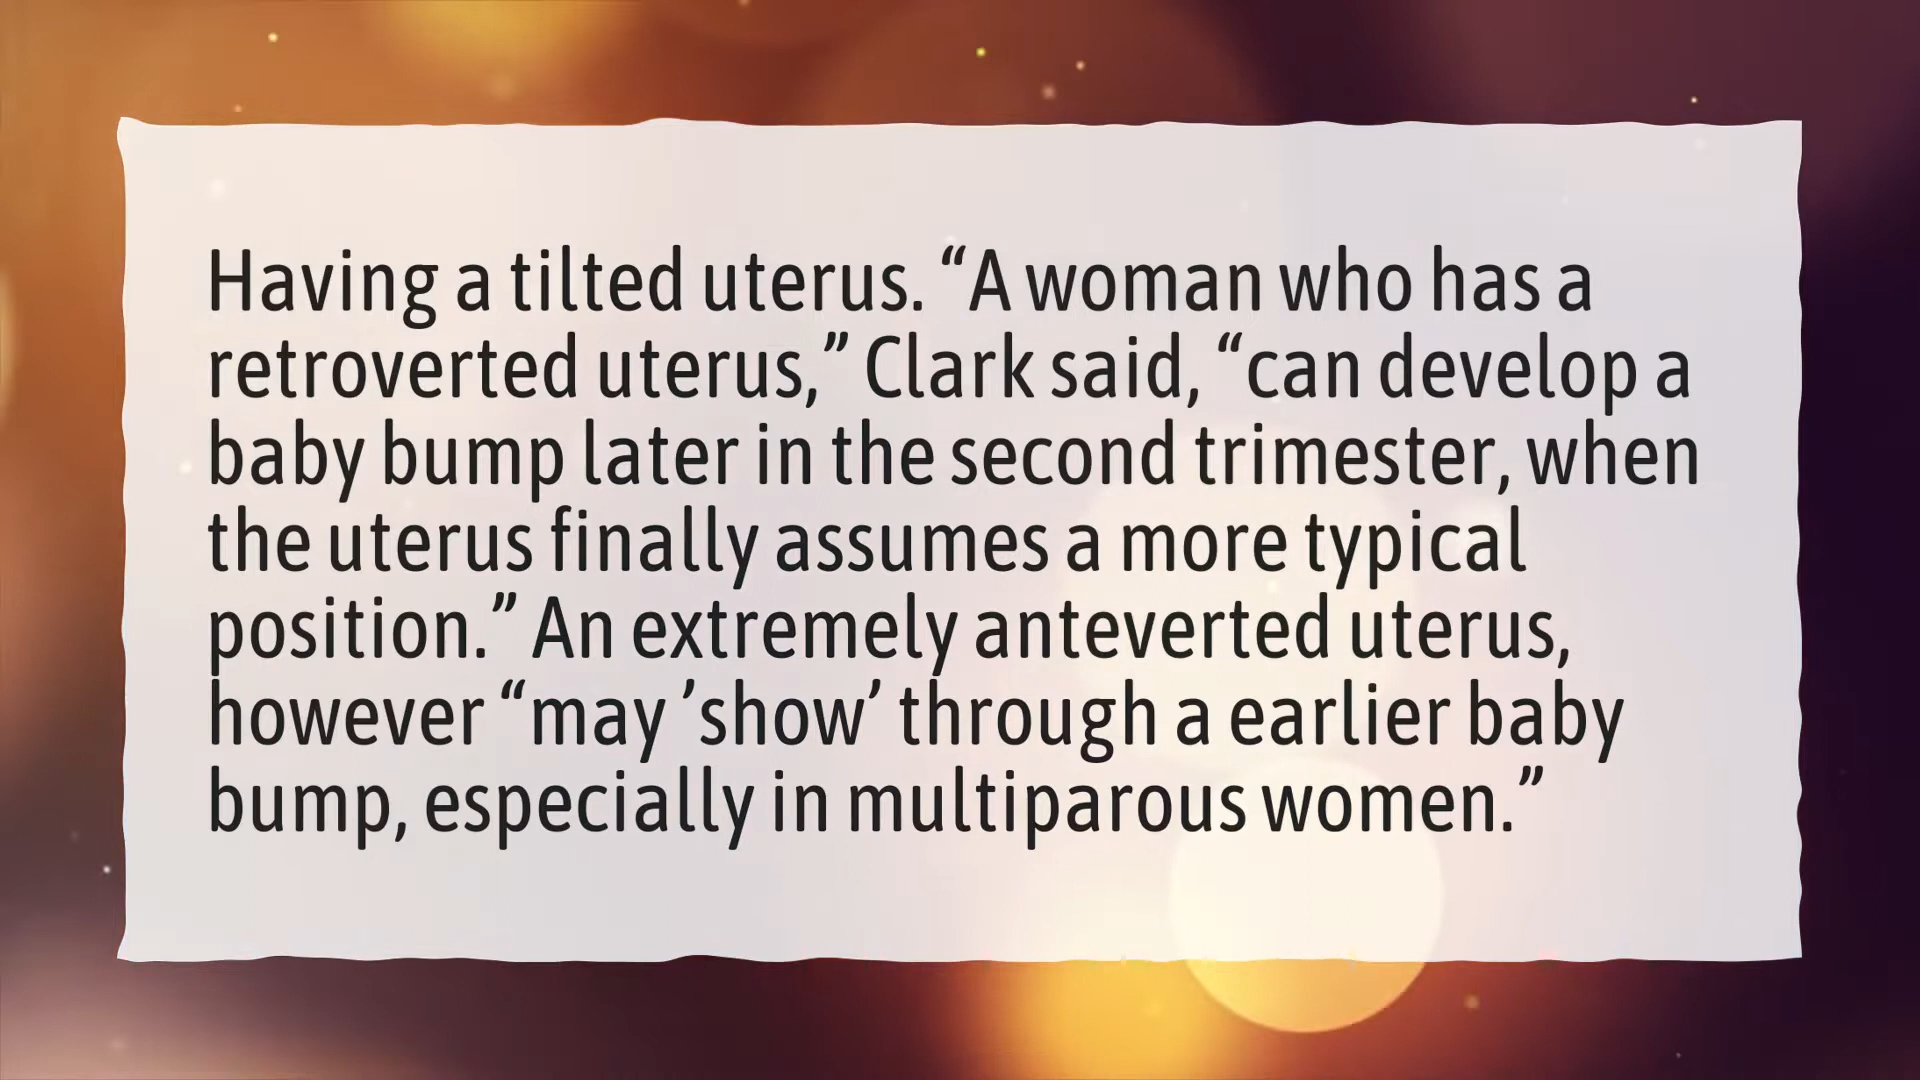 Having a tilted uterus. “A woman who has a
retroverted uterus,” Clark said, “can develop a
baby bump later in the second trimester, when
the uterus finally assumes a more typical
position.” An extremely anteverted uterus,
however “may ’show’ through a earlier baby
bump, especially in multiparous women.”